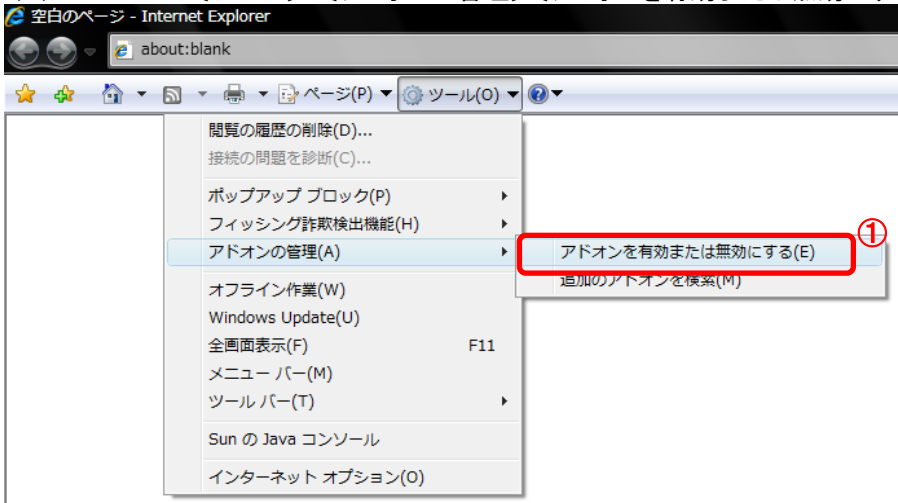 空白のページ - Internet Explorer
about:blank
ページ(P) ツール(O)
閲覧の履歴の削除(D)...
接続の問題を診断(C)...
ポップアップ ブロック(P)
フィッシング詐欺検出機能(H)
アドオンの管理(A)
①
アドオンを有効または無効にする(E)
追加のアドオンを検索(M)
オフライン作業(W)
Windows Update(U)
全画面表示(F) F11
メニュー バー(M)
ツール バー(T)
Sun の Java コンソール
インターネット オプション(O)